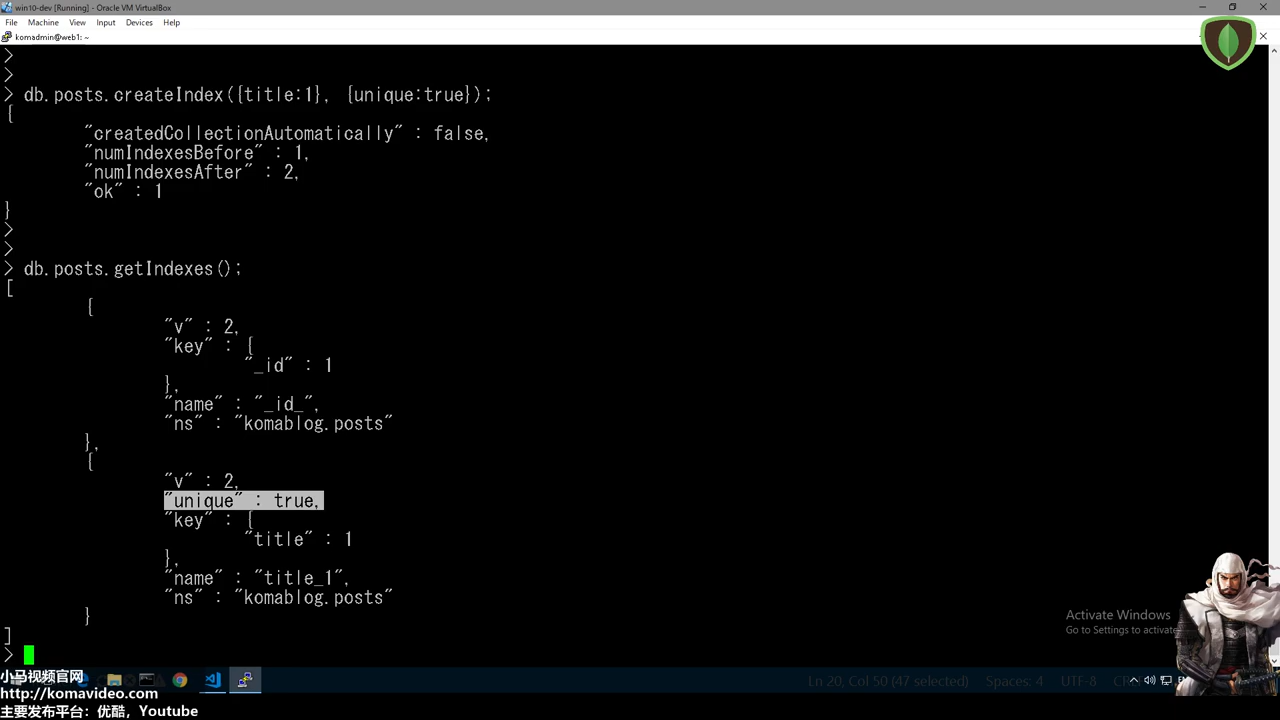 win10-dev [Running] - Oracle VM VirtualBox
File Machine View Input Devices Help
komadmin@web1: ~
>
>
> db.posts.createIndex({title:1}, {unique:true});
{
"createdCollectionAutomatically" : false,
"numIndexesBefore" : 1,
"numIndexesAfter" : 2,
"ok" : 1
}
>
>
> db.posts.getIndexes();
[
{
"v" : 2,
"key" : {
"_id" : 1
},
"name" : "_id_",
"ns" : "komablog.posts"
},
{
"v" : 2,
"unique" : true,
"key" : {
"title" : 1
},
"name" : "title_1",
"ns" : "komablog.posts"
}
]
>
Activate Windows
Go to Settings to activate
小马视频官网
http://komavideo.com
主要发布平台：优酷，Youtube
Ln 20, Col 50 (47 selected) Spaces: 4 UTF-8